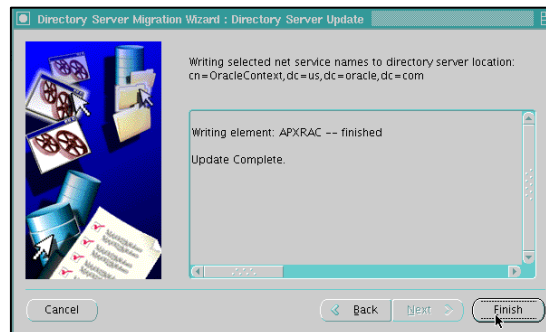 Directory Server Migration Wizard : Directory Server Update
Writing selected net service names to directory server location:
cn=OracleContext,dc=us,dc=oracle,dc=com
Writing element: APXRAC -- finished
Update Complete.
Cancel
Back
Next
Finish